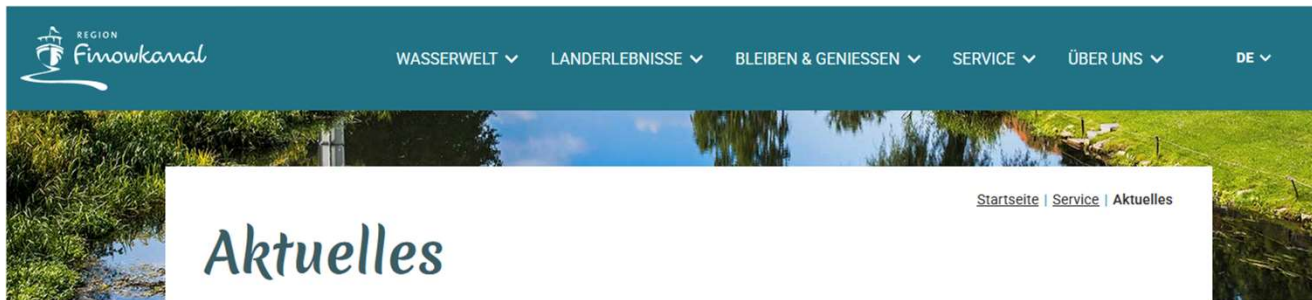 REGION
Finowkanal
WASSERWELT LANDERLEBNISSE BLEIBEN & GENIESSEN SERVICE ÜBER UNS DE
Startseite | Service | Aktuelles
Aktuelles